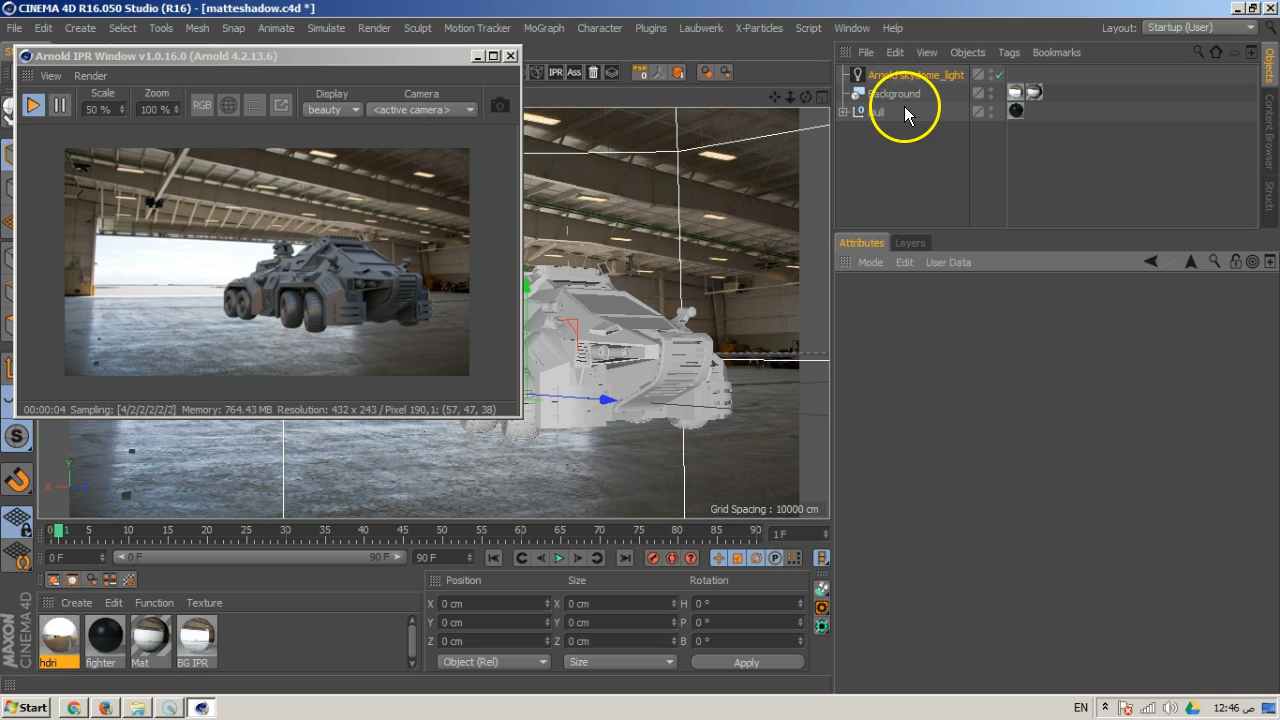 CINEMA 4D R16.050 Studio (R16) - [matteshadow.c4d *]
File Edit Create Select Tools Mesh Snap Animate Simulate Render Sculpt Motion Tracker MoGraph Character Plugins Laubwerk X-Particles Script Window Help
Layout: Startup (User)
Arnold IPR Window v1.0.16.0 (Arnold 4.2.13.6)
View Render
Scale Zoom Display Camera
50 % 100 % RGB beauty <active camera>
IPR Ass PSR 0
File Edit View Objects Tags Bookmarks
Arnold skydome_light
Background
Null
Objects
Content Browser
Struct
Attributes Layers
Mode Edit User Data
00:00:04 Sampling: [4/2/2/2/2/2] Memory: 764.43 MB Resolution: 432 x 243 / Pixel 190,1: (57, 47, 38)
Y
X
Grid Spacing : 10000 cm
0 1 5 10 15 20 25 30 35 40 45 50 55 60 65 70 75 80 85 90 1 F
0 F 0 F 90 F 90 F
Create Edit Function Texture
Position Size Rotation
X 0 cm X 0 cm H 0 °
Y 0 cm Y 0 cm P 0 °
Z 0 cm Z 0 cm B 0 °
Object (Rel) Size Apply
hdri fighter Mat BG IPR
MAXON CINEMA 4D
Start
EN
12:46 ص